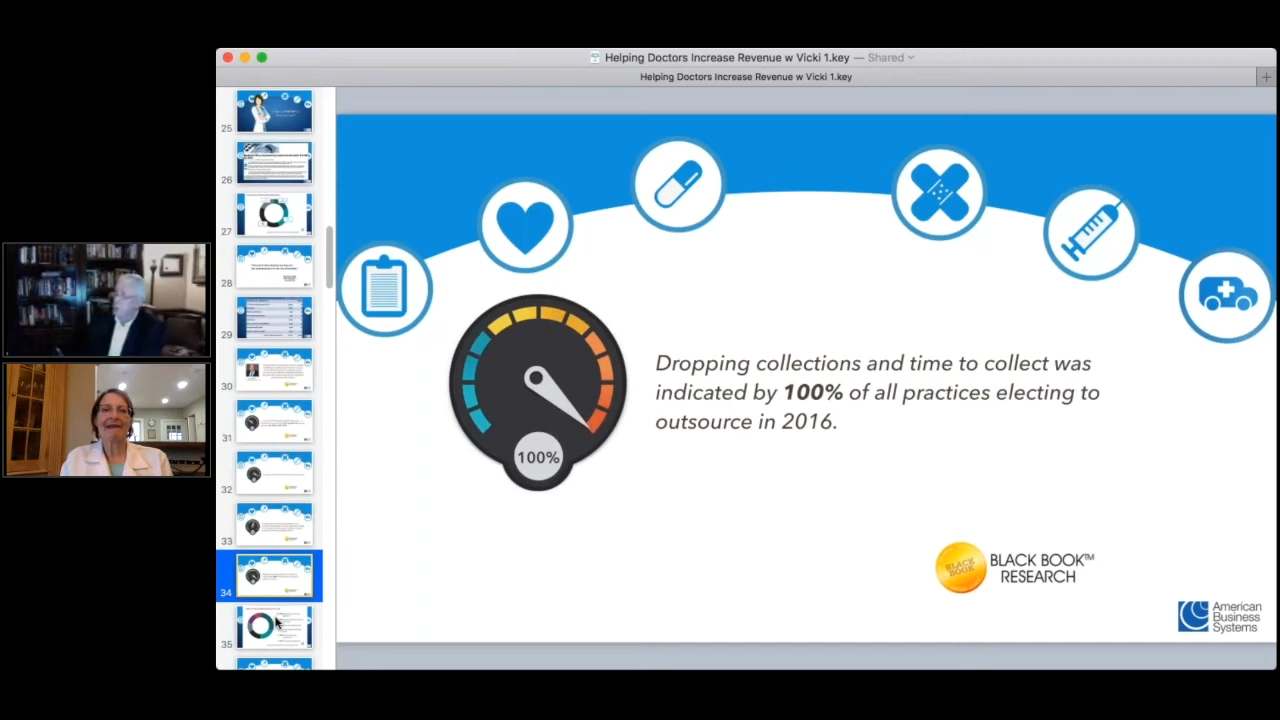 Helping Doctors Increase Revenue w Vicki 1.key — Shared
Helping Doctors Increase Revenue w Vicki 1.key
25
26
27
28
29
30
31
32
33
34
35
Dropping collections and time to collect was
indicated by 100% of all practices electing to
outsource in 2016.
100%
BLACK BOOK
BLACK BOOK™
RESEARCH
American
Business
Systems